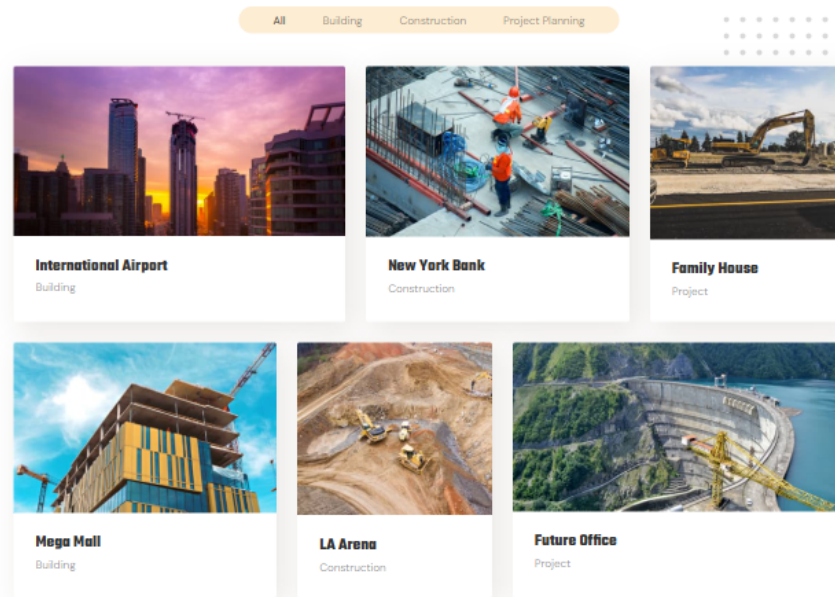 All
Building
Construction
Project Planning
International Airport
Building
New York Bank
Construction
Family House
Project
Mega Mall
Building
LA Arena
Construction
Future Office
Project